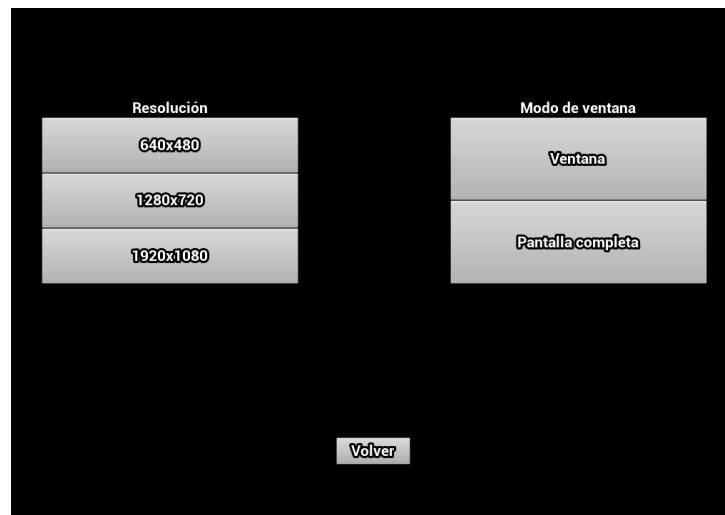 Resolución
640x480
1280x720
1920x1080
Modo de ventana
Ventana
Pantalla completa
Volver